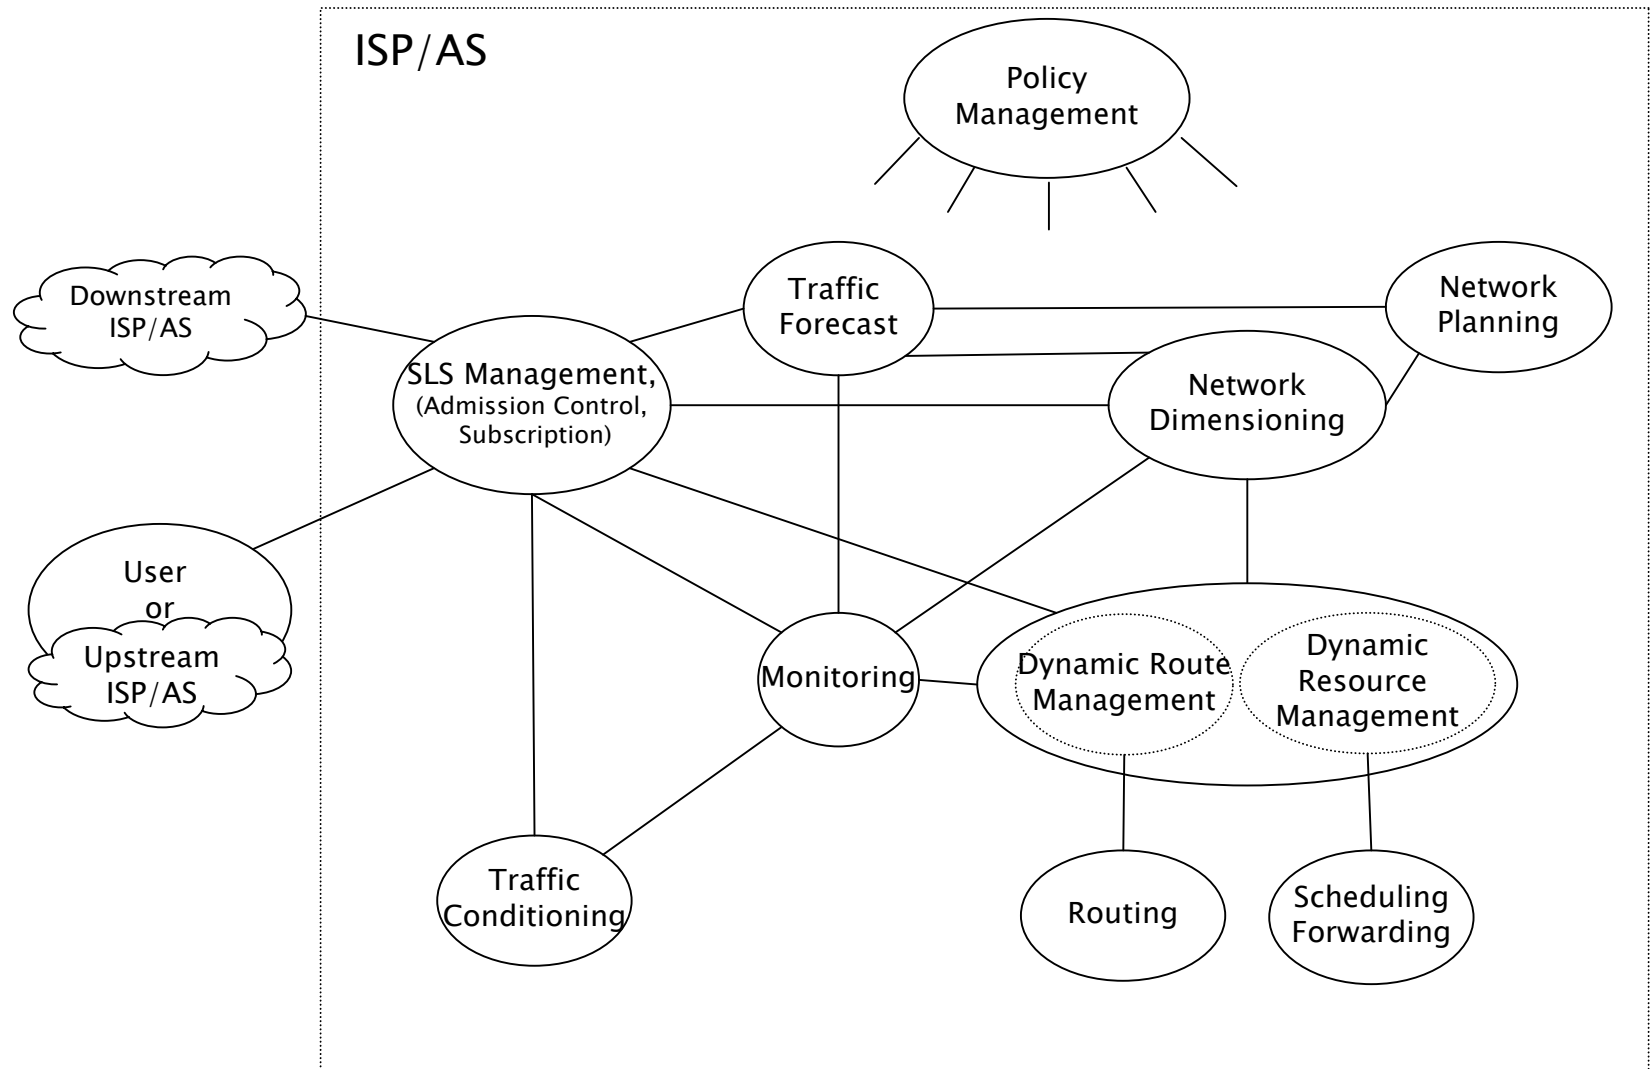 ISP/AS
Policy
Management
Downstream
ISP/AS
Traffic
Forecast
Network
Planning
SLS Management,
(Admission Control,
Subscription)
Network
Dimensioning
User
or
Upstream
ISP/AS
Monitoring
Dynamic Route
Management
Dynamic
Resource
Management
Traffic
Conditioning
Routing
Scheduling
Forwarding